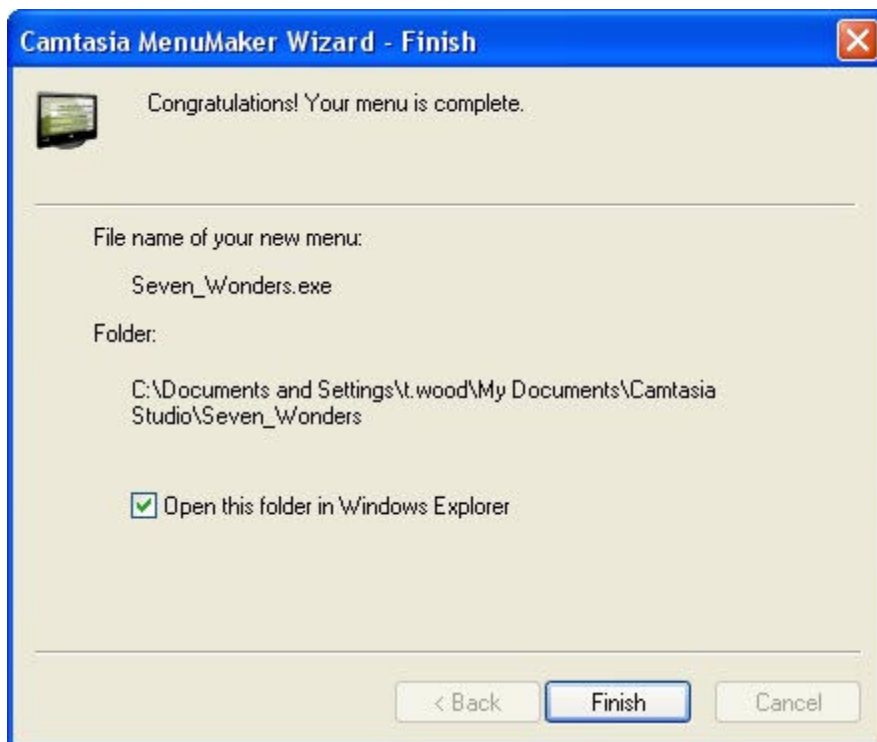 Camtasia MenuMaker Wizard - Finish
Congratulations! Your menu is complete.
File name of your new menu:
Seven_Wonders.exe
Folder:
C:\Documents and Settings\t.wood\My Documents\Camtasia
Studio\Seven_Wonders
Open this folder in Windows Explorer
< Back Finish Cancel